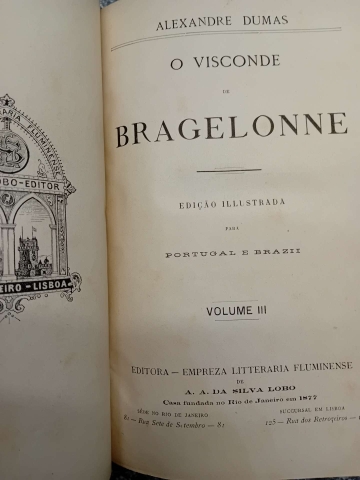 FLUMINENSE
LOBO-EDITOR
EIRO-LISBOA
ALEXANDRE DUMAS
O VISCONDE
DE
BRAGELONNE
EDIÇÃO ILLUSTRADA
PARA
PORTUGAL E BRAZIL
VOLUME III
EDITORA — EMPREZA LITTERARIA FLUMINENSE
DE
A. A. DA SILVA LOBO
Casa fundada no Rio de Janeiro em 1877
SÉDE NO RIO DE JANEIRO
81 — Rua Sete de Setembro — 81
SUCCURSAL EM LISBOA
125 — Rua dos Retrozeiros —